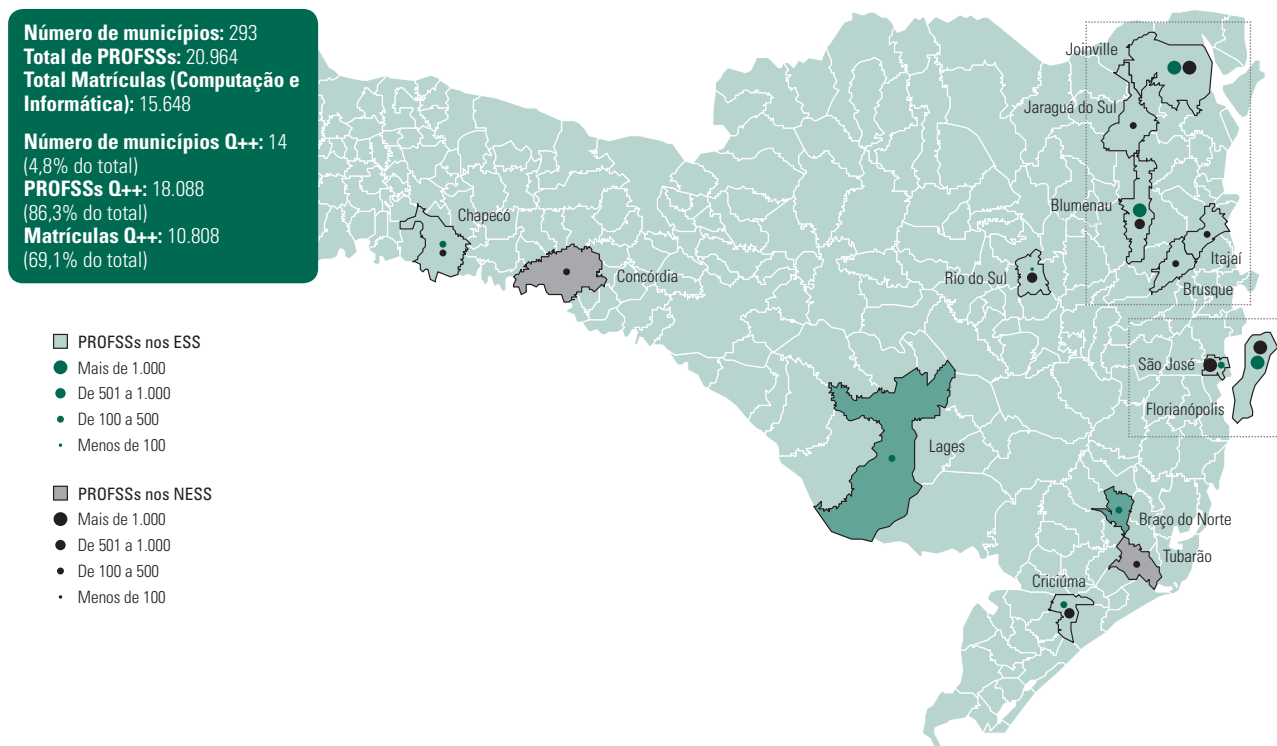 Número de municípios: 293
Total de PROFSSs: 20.964
Total Matrículas (Computação e
Informática): 15.648
Número de municípios Q++: 14
(4,8% do total)
PROFSSs Q++: 18.088
(86,3% do total)
Matrículas Q++: 10.808
(69,1% do total)
Joinville
Jaraguá do Sul
Blumenau
Itajaí
Brusque
Rio do Sul
Chapecó
Concórdia
São José
Florianópolis
Lages
Braço do Norte
Tubarão
Criciúma
PROFSSs nos ESS
Mais de 1.000
De 501 a 1.000
De 100 a 500
Menos de 100
PROFSSs nos NESS
Mais de 1.000
De 501 a 1.000
De 100 a 500
Menos de 100